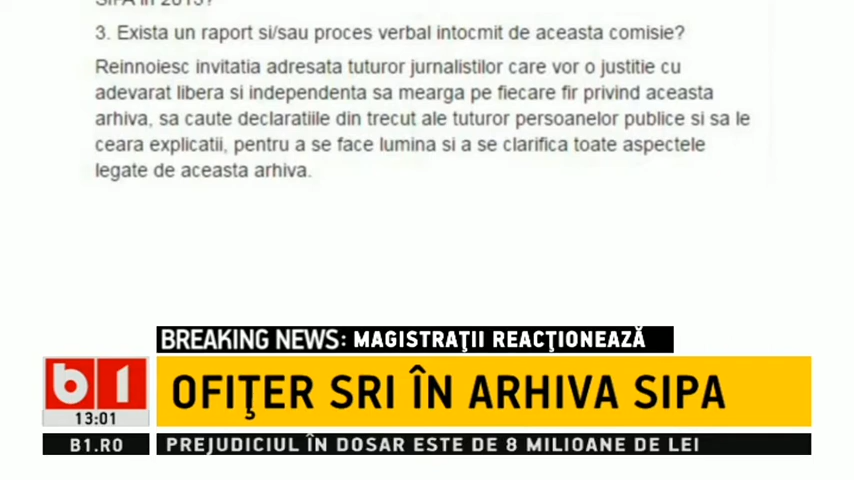 SIPA in 2015?
3. Exista un raport si/sau proces verbal intocmit de aceasta comisie?
Reinnoiesc invitatia adresata tuturor jurnalistilor care vor o justitie cu
adevarat libera si independenta sa mearga pe fiecare fir privind aceasta
arhiva, sa caute declaratiile din trecut ale tuturor persoanelor publice si sa le
ceara explicatii, pentru a se face lumina si a se clarifica toate aspectele
legate de aceasta arhiva.
BREAKING NEWS: MAGISTRAŢII REACŢIONEAZĂ
b1
OFIŢER SRI ÎN ARHIVA SIPA
13:01
B1.RO
PREJUDICIUL ÎN DOSAR ESTE DE 8 MILIOANE DE LEI